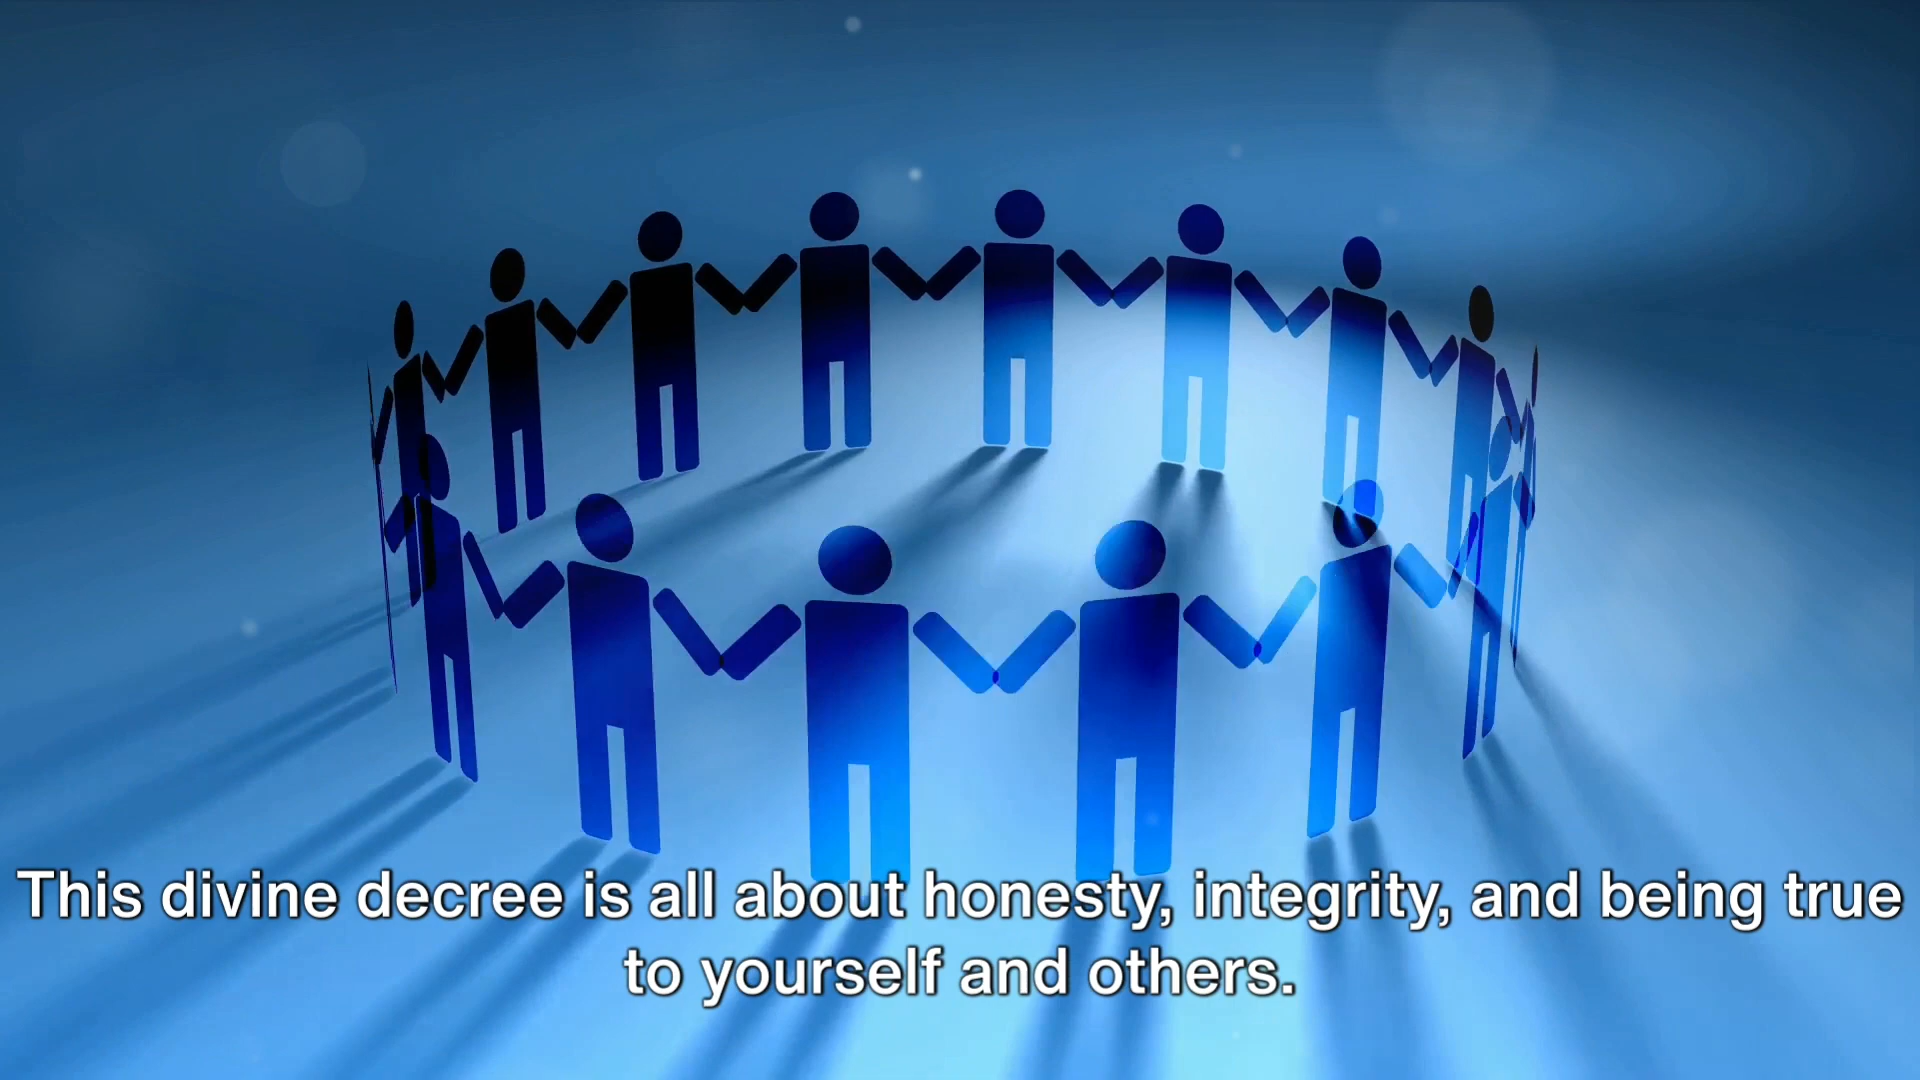 This divine decree is all about honesty, integrity, and being true
to yourself and others.